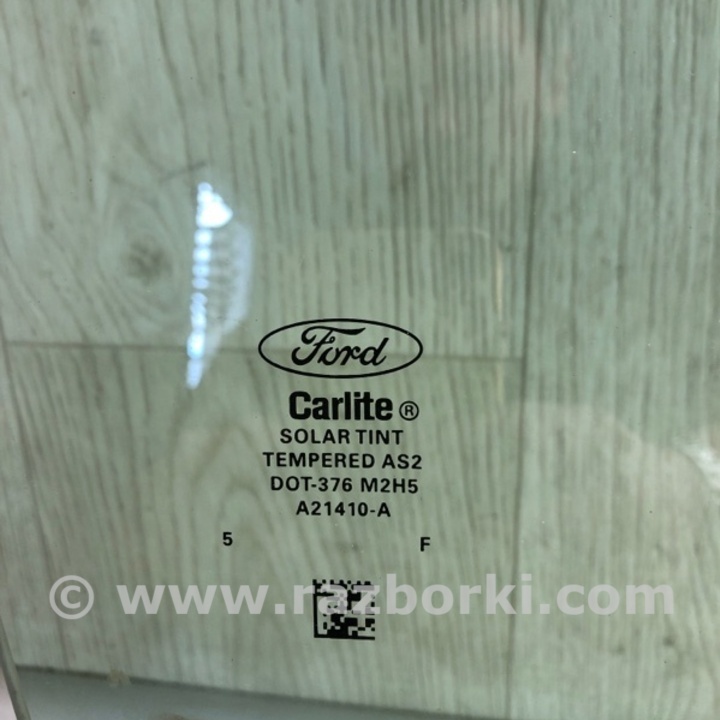 Ford
Carlite ®
SOLAR TINT
TEMPERED AS2
DOT-376 M2H5
A21410-A
5 F
© www.razborki.com